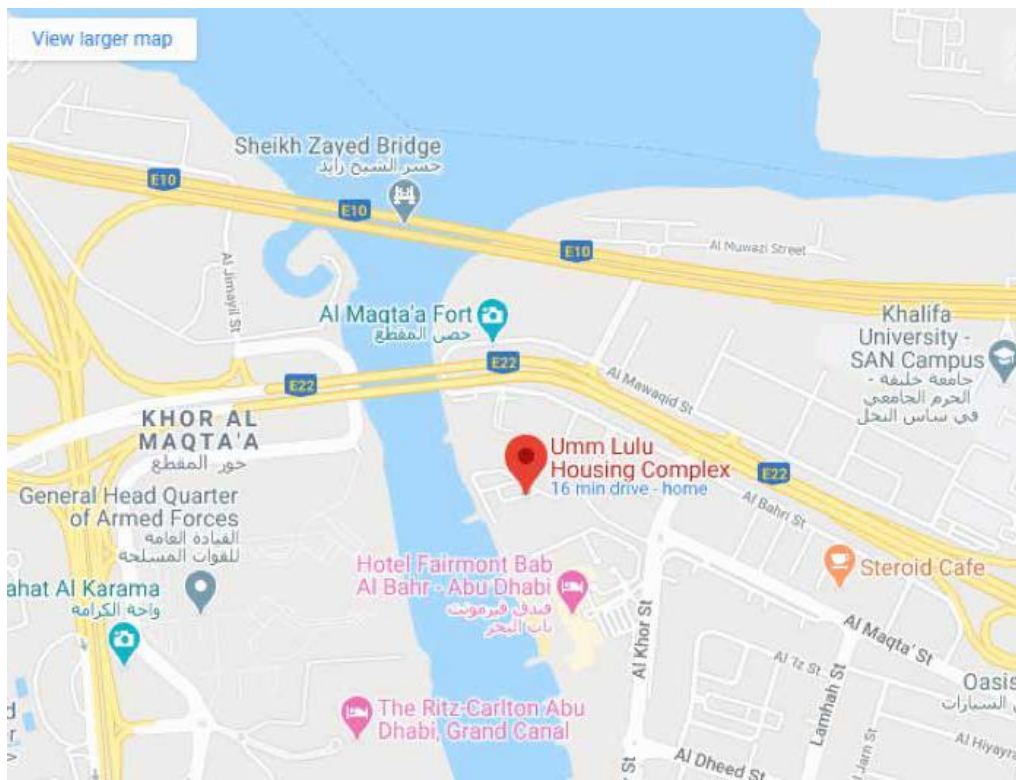 View larger map
Sheikh Zayed Bridge
جسر الشيخ زايد
E10
E10
E10
Al Muwazi Street
Al Jimayil St
Al Maqta'a Fort
حصن المقطع
Khalifa
University -
SAN Campus
جامعة خليفة -
الحرم الجامعي
في ساس النخل
E22
E22
Al Mawaqid St
KHOR AL
MAQTA'A
خور المقطع
Umm Lulu
Housing Complex
16 min drive - home
E22
General Head Quarter
of Armed Forces
القيادة العامة
للقوات المسلحة
Al Bahri St
Steroid Cafe
Hotel Fairmont Bab
Al Bahr - Abu Dhabi
فندق فيرمونت
باب البحر
ahat Al Karama
واحة الكرامة
Al Khor St
Al Maqta' St
Al 'Iz St
Lamhah St
Oasis
السيارات
The Ritz-Carlton Abu
Dhabi, Grand Canal
Al Dheed St
Jarn St
Al Hiyayra
St